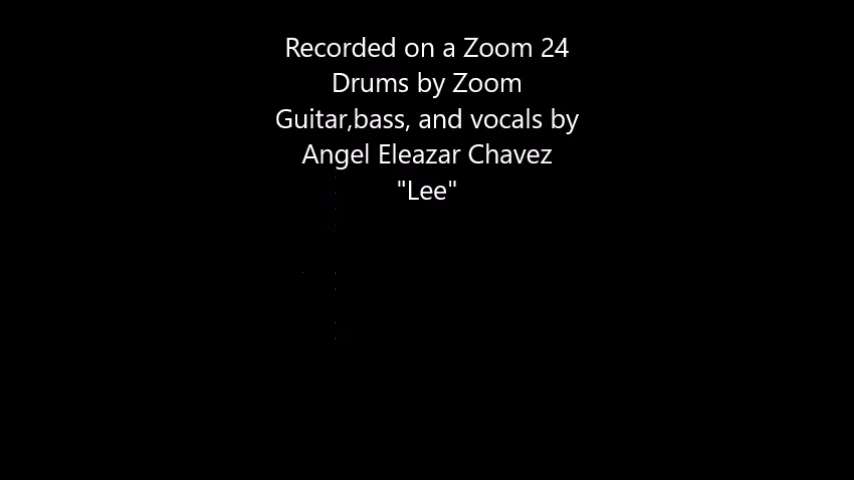 Recorded on a Zoom 24
Drums by Zoom
Guitar,bass, and vocals by
Angel Eleazar Chavez
"Lee"